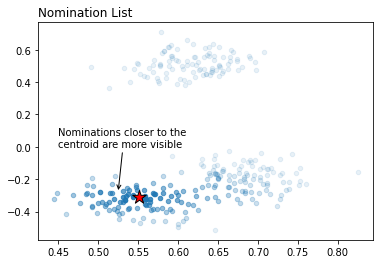 Nomination List
0.6
0.4
0.2
0.0
−0.2
−0.4
Nominations closer to the
centroid are more visible
0.45 0.50 0.55 0.60 0.65 0.70 0.75 0.80